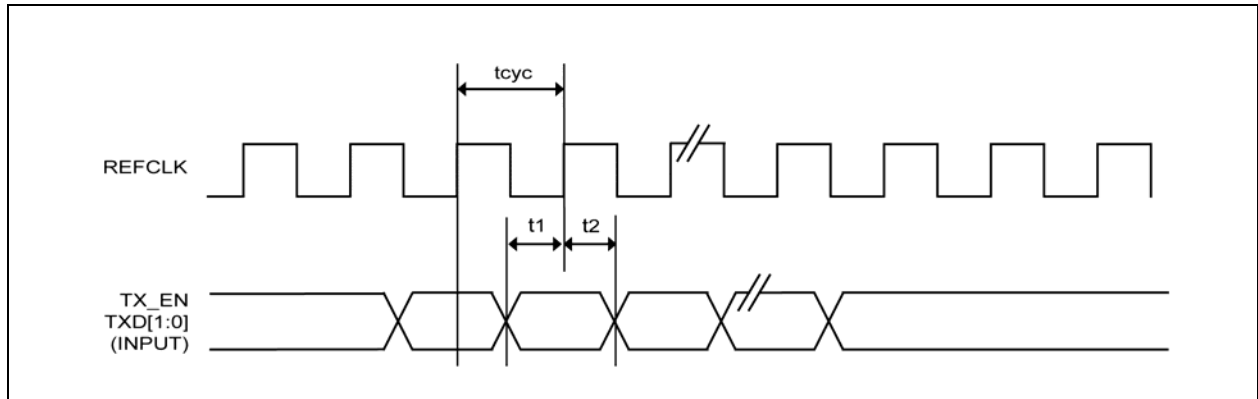 tcyc
REFCLK
t1
t2
TX_EN
TXD[1:0]
(INPUT)